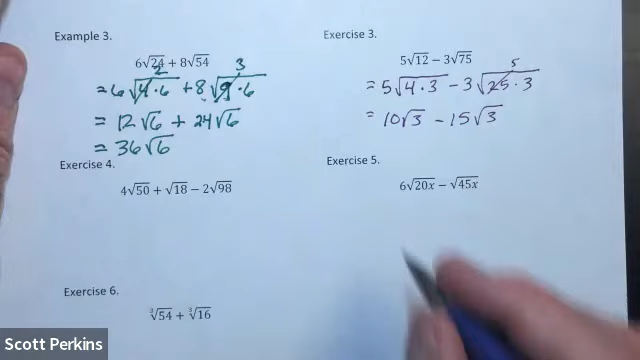 Example 3.
6√24 + 8√54
= 6√4·6 + 8√9·6
2
3
= 12√6 + 24√6
= 36√6
Exercise 3.
5√12 − 3√75
= 5√4·3 − 3√25·3
5
= 10√3 − 15√3
Exercise 4.
4√50 + √18 − 2√98
Exercise 5.
6√20x − √45x
Exercise 6.
∛54 + ∛16
Scott Perkins